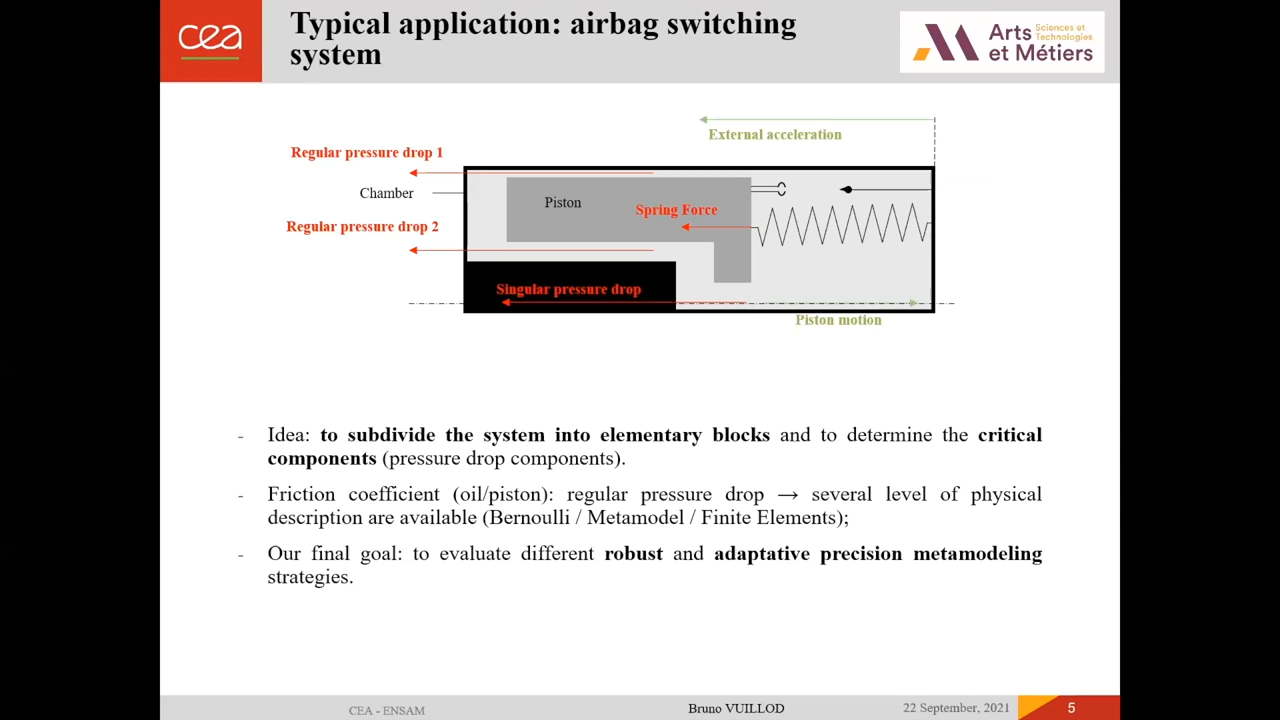 cea
Typical application: airbag switching
system
Arts
et Métiers
Sciences et
Technologies
External acceleration
Regular pressure drop 1
Chamber
Piston
Spring Force
Regular pressure drop 2
Singular pressure drop
Piston motion
- Idea: to subdivide the system into elementary blocks and to determine the critical
components (pressure drop components).
- Friction coefficient (oil/piston): regular pressure drop → several level of physical
description are available (Bernoulli / Metamodel / Finite Elements);
- Our final goal: to evaluate different robust and adaptative precision metamodeling
strategies.
CEA - ENSAM
Bruno VUILLOD
22 September, 2021
5